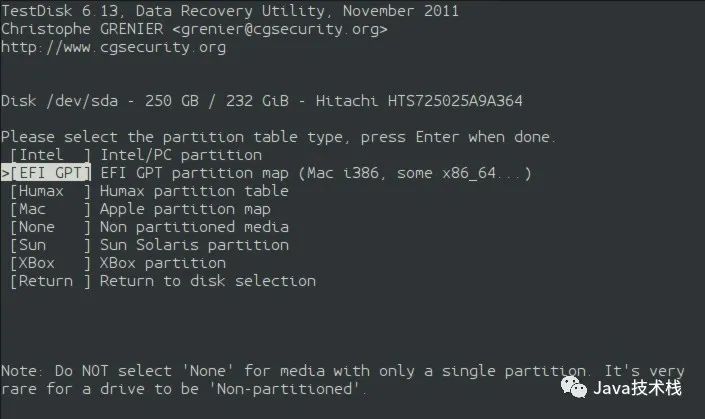 TestDisk 6.13, Data Recovery Utility, November 2011
Christophe GRENIER <grenier@cgsecurity.org>
http://www.cgsecurity.org
Disk /dev/sda - 250 GB / 232 GiB - Hitachi HTS725025A9A364
Please select the partition table type, press Enter when done.
[Intel  ] Intel/PC partition
>[EFI GPT] EFI GPT partition map (Mac i386, some x86_64...)
[Humax  ] Humax partition table
[Mac    ] Apple partition map
[None   ] Non partitioned media
[Sun    ] Sun Solaris partition
[XBox   ] XBox partition
[Return ] Return to disk selection
Note: Do NOT select 'None' for media with only a single partition. It's very
rare for a drive to be 'Non-partitioned'.
Java技术栈